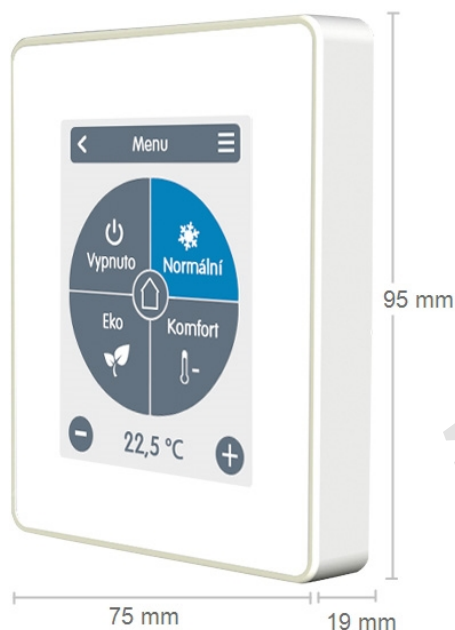 Menu
Vypnuto
Normální
Eko
Komfort
22,5 °C
95 mm
75 mm
19 mm